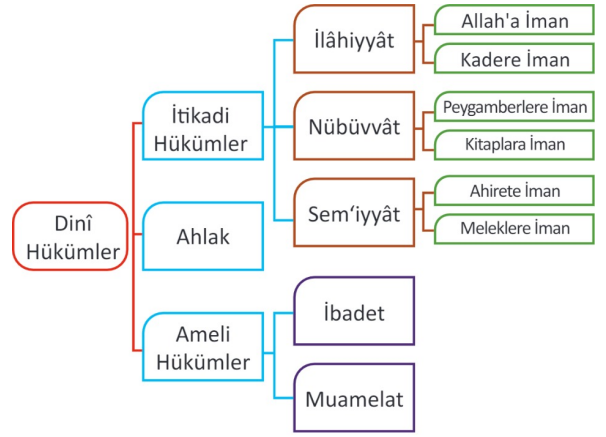 Dinî
Hükümler
İtikadi
Hükümler
İlâhiyyât
Allah'a İman
Kadere İman
Nübüvvât
Peygamberlere İman
Kitaplara İman
Sem‘iyyât
Ahirete İman
Meleklere İman
Ahlak
Ameli
Hükümler
İbadet
Muamelat